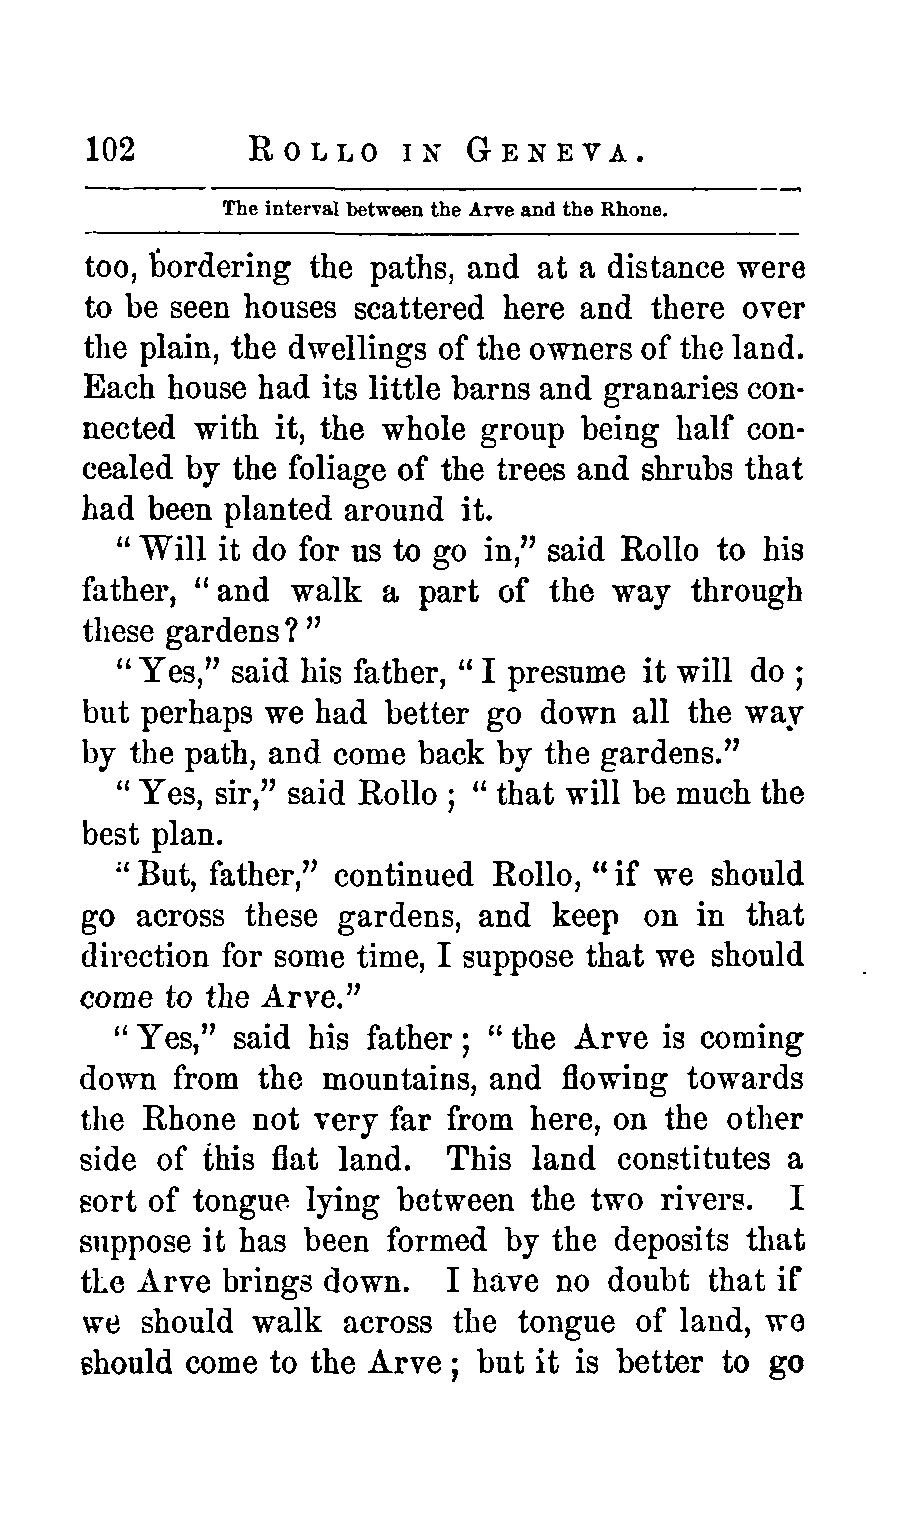 102 ROLLO IN GENEVA.
The interval between the Arve and the Rhone.
too, bordering the paths, and at a distance were
to be seen houses scattered here and there over
the plain, the dwellings of the owners of the land.
Each house had its little barns and granaries con-
nected with it, the whole group being half con-
cealed by the foliage of the trees and shrubs that
had been planted around it.
“Will it do for us to go in,” said Rollo to his
father, “and walk a part of the way through
these gardens?”
“Yes,” said his father, “I presume it will do;
but perhaps we had better go down all the way
by the path, and come back by the gardens.”
“Yes, sir,” said Rollo; “that will be much the
best plan.
“But, father,” continued Rollo, “if we should
go across these gardens, and keep on in that
direction for some time, I suppose that we should
come to the Arve.”
“Yes,” said his father; “the Arve is coming
down from the mountains, and flowing towards
the Rhone not very far from here, on the other
side of this flat land. This land constitutes a
sort of tongue lying between the two rivers. I
suppose it has been formed by the deposits that
the Arve brings down. I have no doubt that if
we should walk across the tongue of land, we
should come to the Arve; but it is better to go